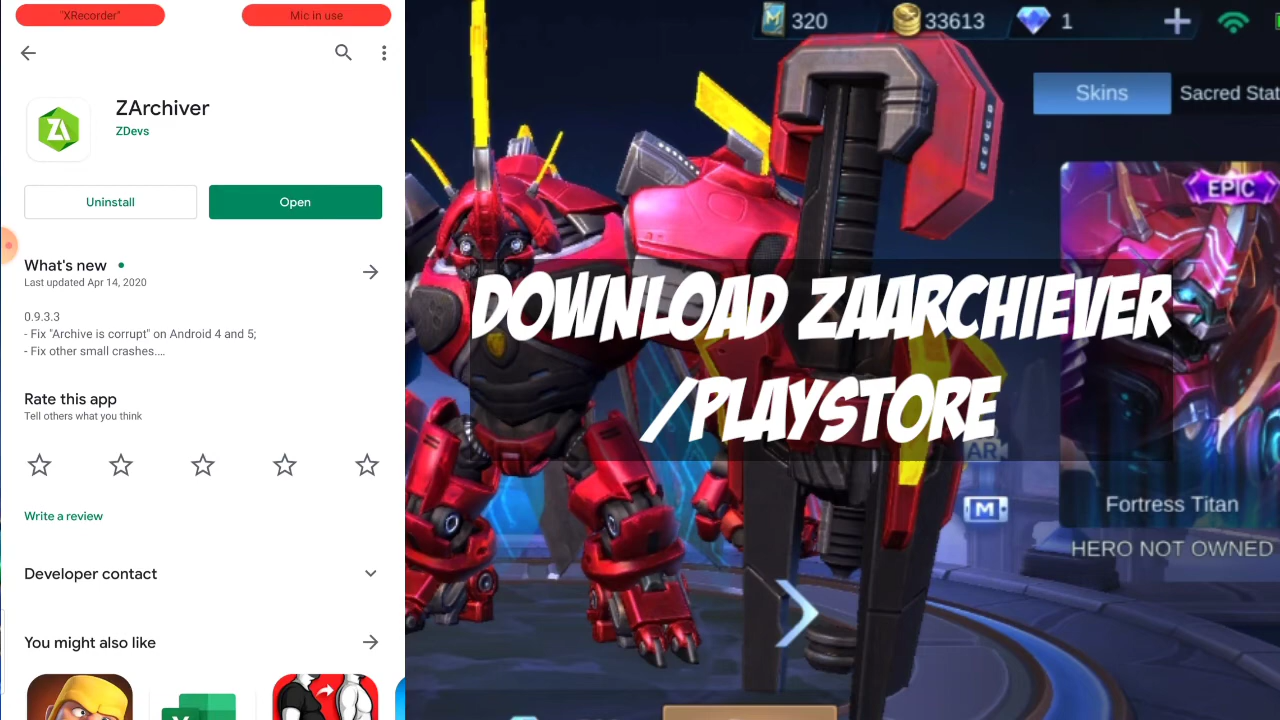 "XRecorder"
Mic in use
ZArchiver
ZDevs
Uninstall
Open
What's new
Last updated Apr 14, 2020
0.9.3.3
- Fix "Archive is corrupt" on Android 4 and 5;
- Fix other small crashes....
Rate this app
Tell others what you think
Write a review
Developer contact
You might also like
320
33613
1
Skins
Sacred Stat
EPIC
DOWNLOAD ZAARCHIEVER
/PLAYSTORE
AR
M
Fortress Titan
HERO NOT OWNED